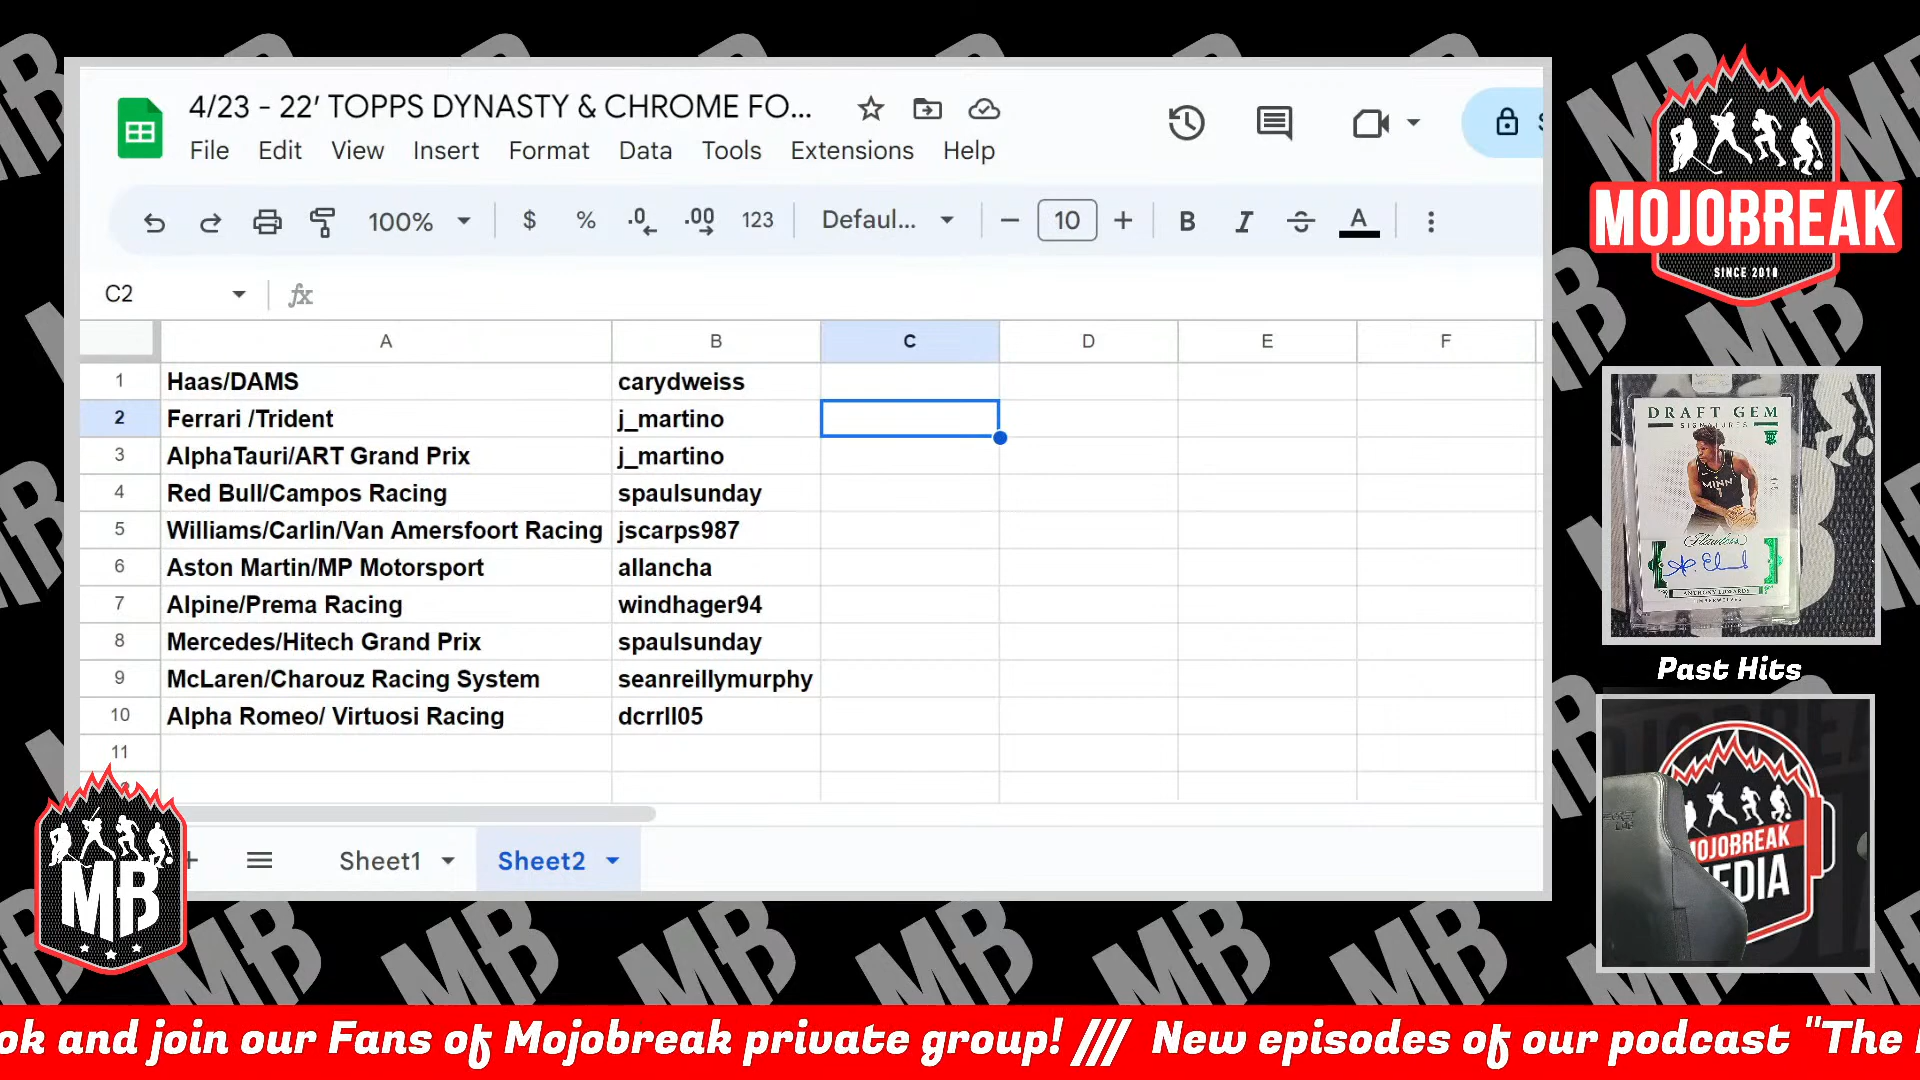 4/23 - 22' TOPPS DYNASTY & CHROME FO...
File Edit View Insert Format Data Tools Extensions Help
100% $ % .0 .00 123 Defaul... 10 B I S A
C2 fx
A B C D E F
1 Haas/DAMS carydweiss
2 Ferrari /Trident j_martino
3 AlphaTauri/ART Grand Prix j_martino
4 Red Bull/Campos Racing spaulsunday
5 Williams/Carlin/Van Amersfoort Racing jscarps987
6 Aston Martin/MP Motorsport allancha
7 Alpine/Prema Racing windhager94
8 Mercedes/Hitech Grand Prix spaulsunday
9 McLaren/Charouz Racing System seanreillymurphy
10 Alpha Romeo/ Virtuosi Racing dcrrll05
11
Sheet1 Sheet2
MB
MOJOBREAK
SINCE 2010
DRAFT GEM
SIGNATURES
MINN
Flawless
ANTHONY EDWARDS
Past Hits
MOJOBREAK
MEDIA
ok and join our Fans of Mojobreak private group! /// New episodes of our podcast "The